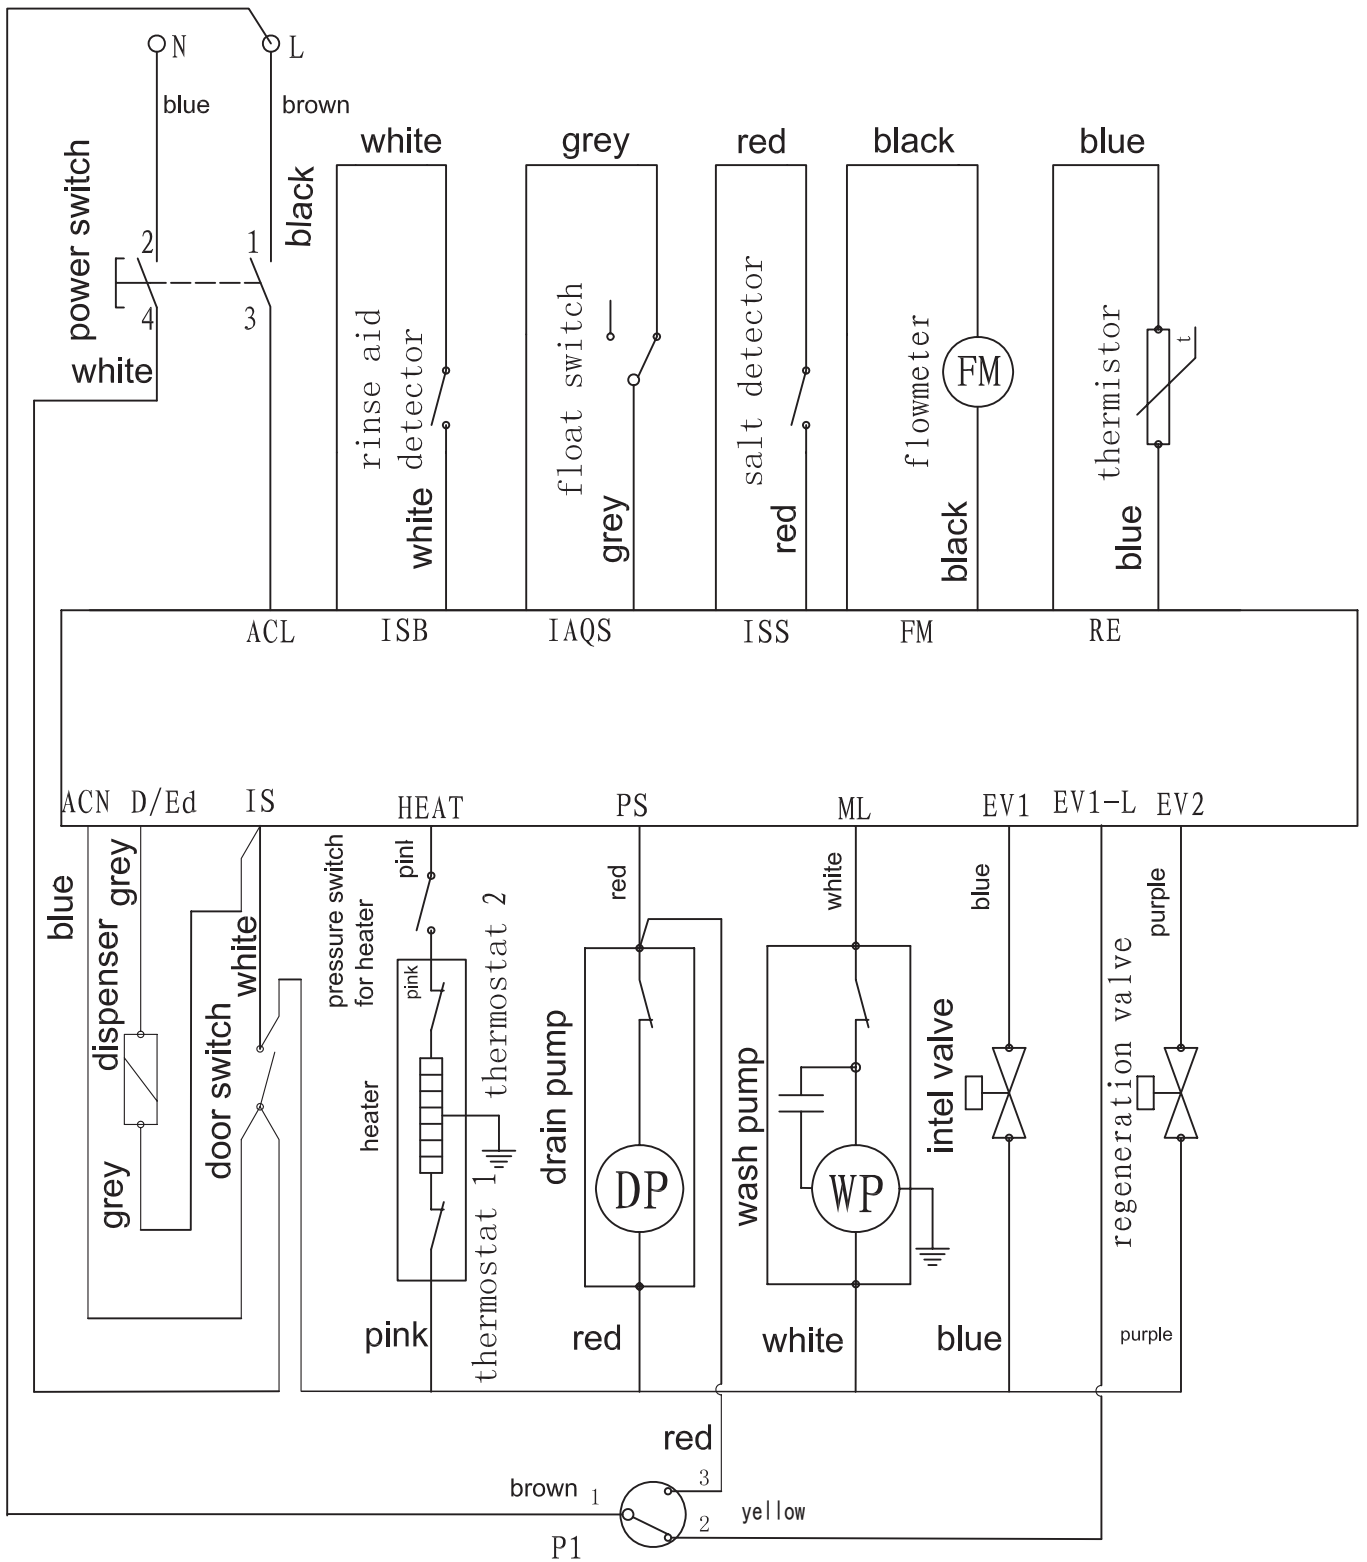 N
L
blue
brown
white
grey
red
black
blue
power switch
black
2
1
4
3
white
rinse aid
detector
white
float switch
grey
salt detector
red
flowmeter
FM
black
thermistor
t
blue
ACL
ISB
IAQS
ISS
FM
RE
ACN
D/Ed
IS
HEAT
PS
ML
EV1
EV1-L
EV2
blue
grey
dispenser
grey
white
door switch
pinl
pressure switch
for heater
pink
thermostat 2
heater
thermostat 1
pink
red
drain pump
DP
red
white
wash pump
WP
white
blue
intel valve
blue
regeneration valve
purple
purple
red
brown
1
3
2
yellow
P1